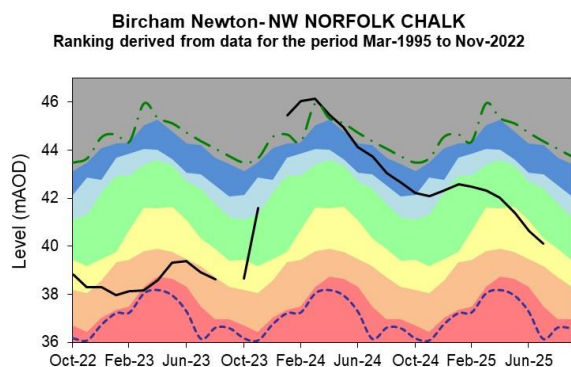 Bircham Newton- NW NORFOLK CHALK
Ranking derived from data for the period Mar-1995 to Nov-2022
Level (mAOD)
46
44
42
40
38
36
Oct-22 Feb-23 Jun-23 Oct-23 Feb-24 Jun-24 Oct-24 Feb-25 Jun-25